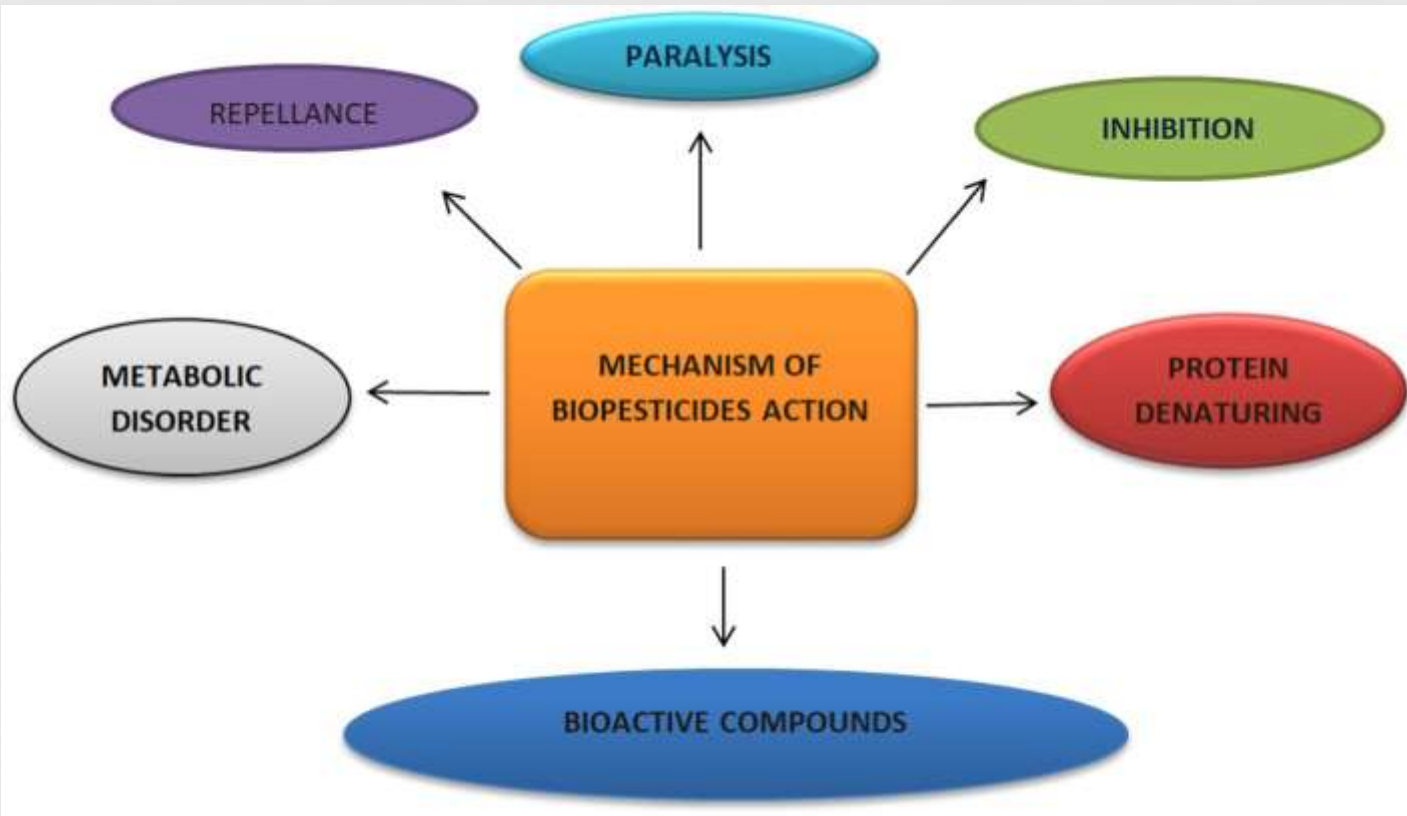 PARALYSIS
REPELLANCE
INHIBITION
MECHANISM OF
BIOPESTICIDES ACTION
METABOLIC
DISORDER
PROTEIN
DENATURING
BIOACTIVE COMPOUNDS